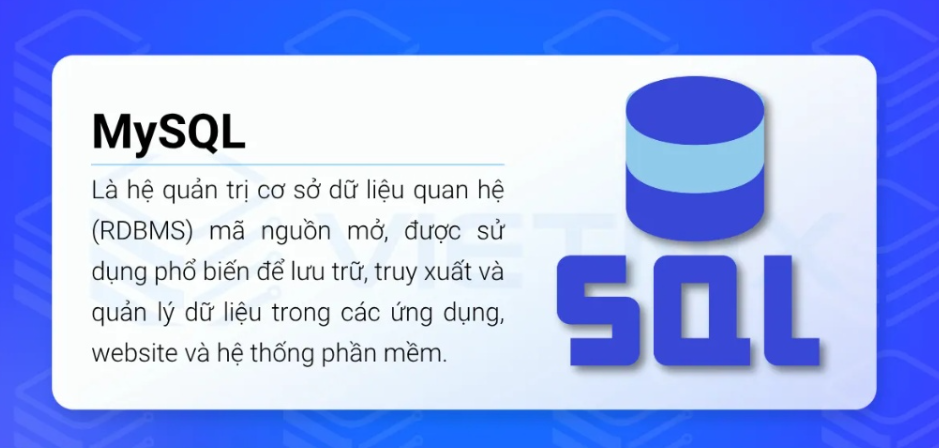 MySQL
Là hệ quản trị cơ sở dữ liệu quan hệ
(RDBMS) mã nguồn mở, được sử
dụng phổ biến để lưu trữ, truy xuất và
quản lý dữ liệu trong các ứng dụng,
website và hệ thống phần mềm.
SQL